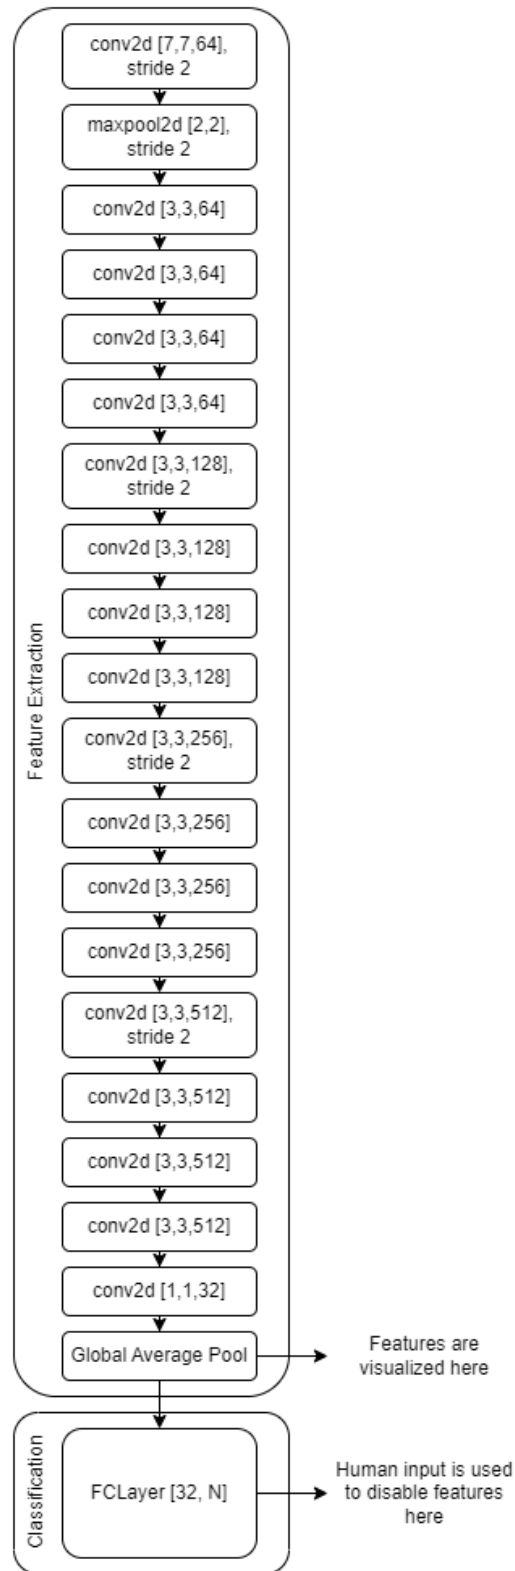 conv2d [7,7,64],
stride 2
maxpool2d [2,2],
stride 2
conv2d [3,3,64]
conv2d [3,3,64]
conv2d [3,3,64]
conv2d [3,3,64]
conv2d [3,3,128],
stride 2
conv2d [3,3,128]
conv2d [3,3,128]
conv2d [3,3,128]
Feature Extraction
conv2d [3,3,256],
stride 2
conv2d [3,3,256]
conv2d [3,3,256]
conv2d [3,3,256]
conv2d [3,3,512],
stride 2
conv2d [3,3,512]
conv2d [3,3,512]
conv2d [3,3,512]
conv2d [1,1,32]
Global Average Pool
Features are
visualized here
Classification
FCLayer [32, N]
Human input is used
to disable features
here